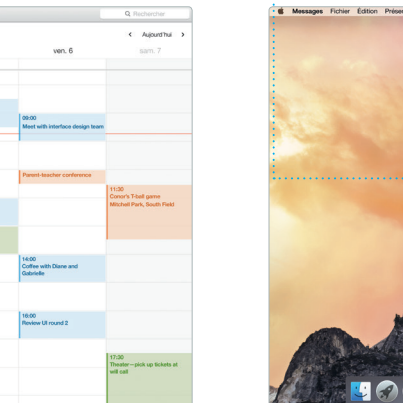 Rechercher
Aujourd'hui
ven. 6
sam. 7
09:00
Meet with interface design team
Parent-teacher conference
11:30
Conor's T-ball game
Mitchell Park, South Field
14:00
Coffee with Diane and
Gabrielle
16:00
Review UI round 2
17:30
Theater—pick up tickets at
will call
Messages Fichier Édition